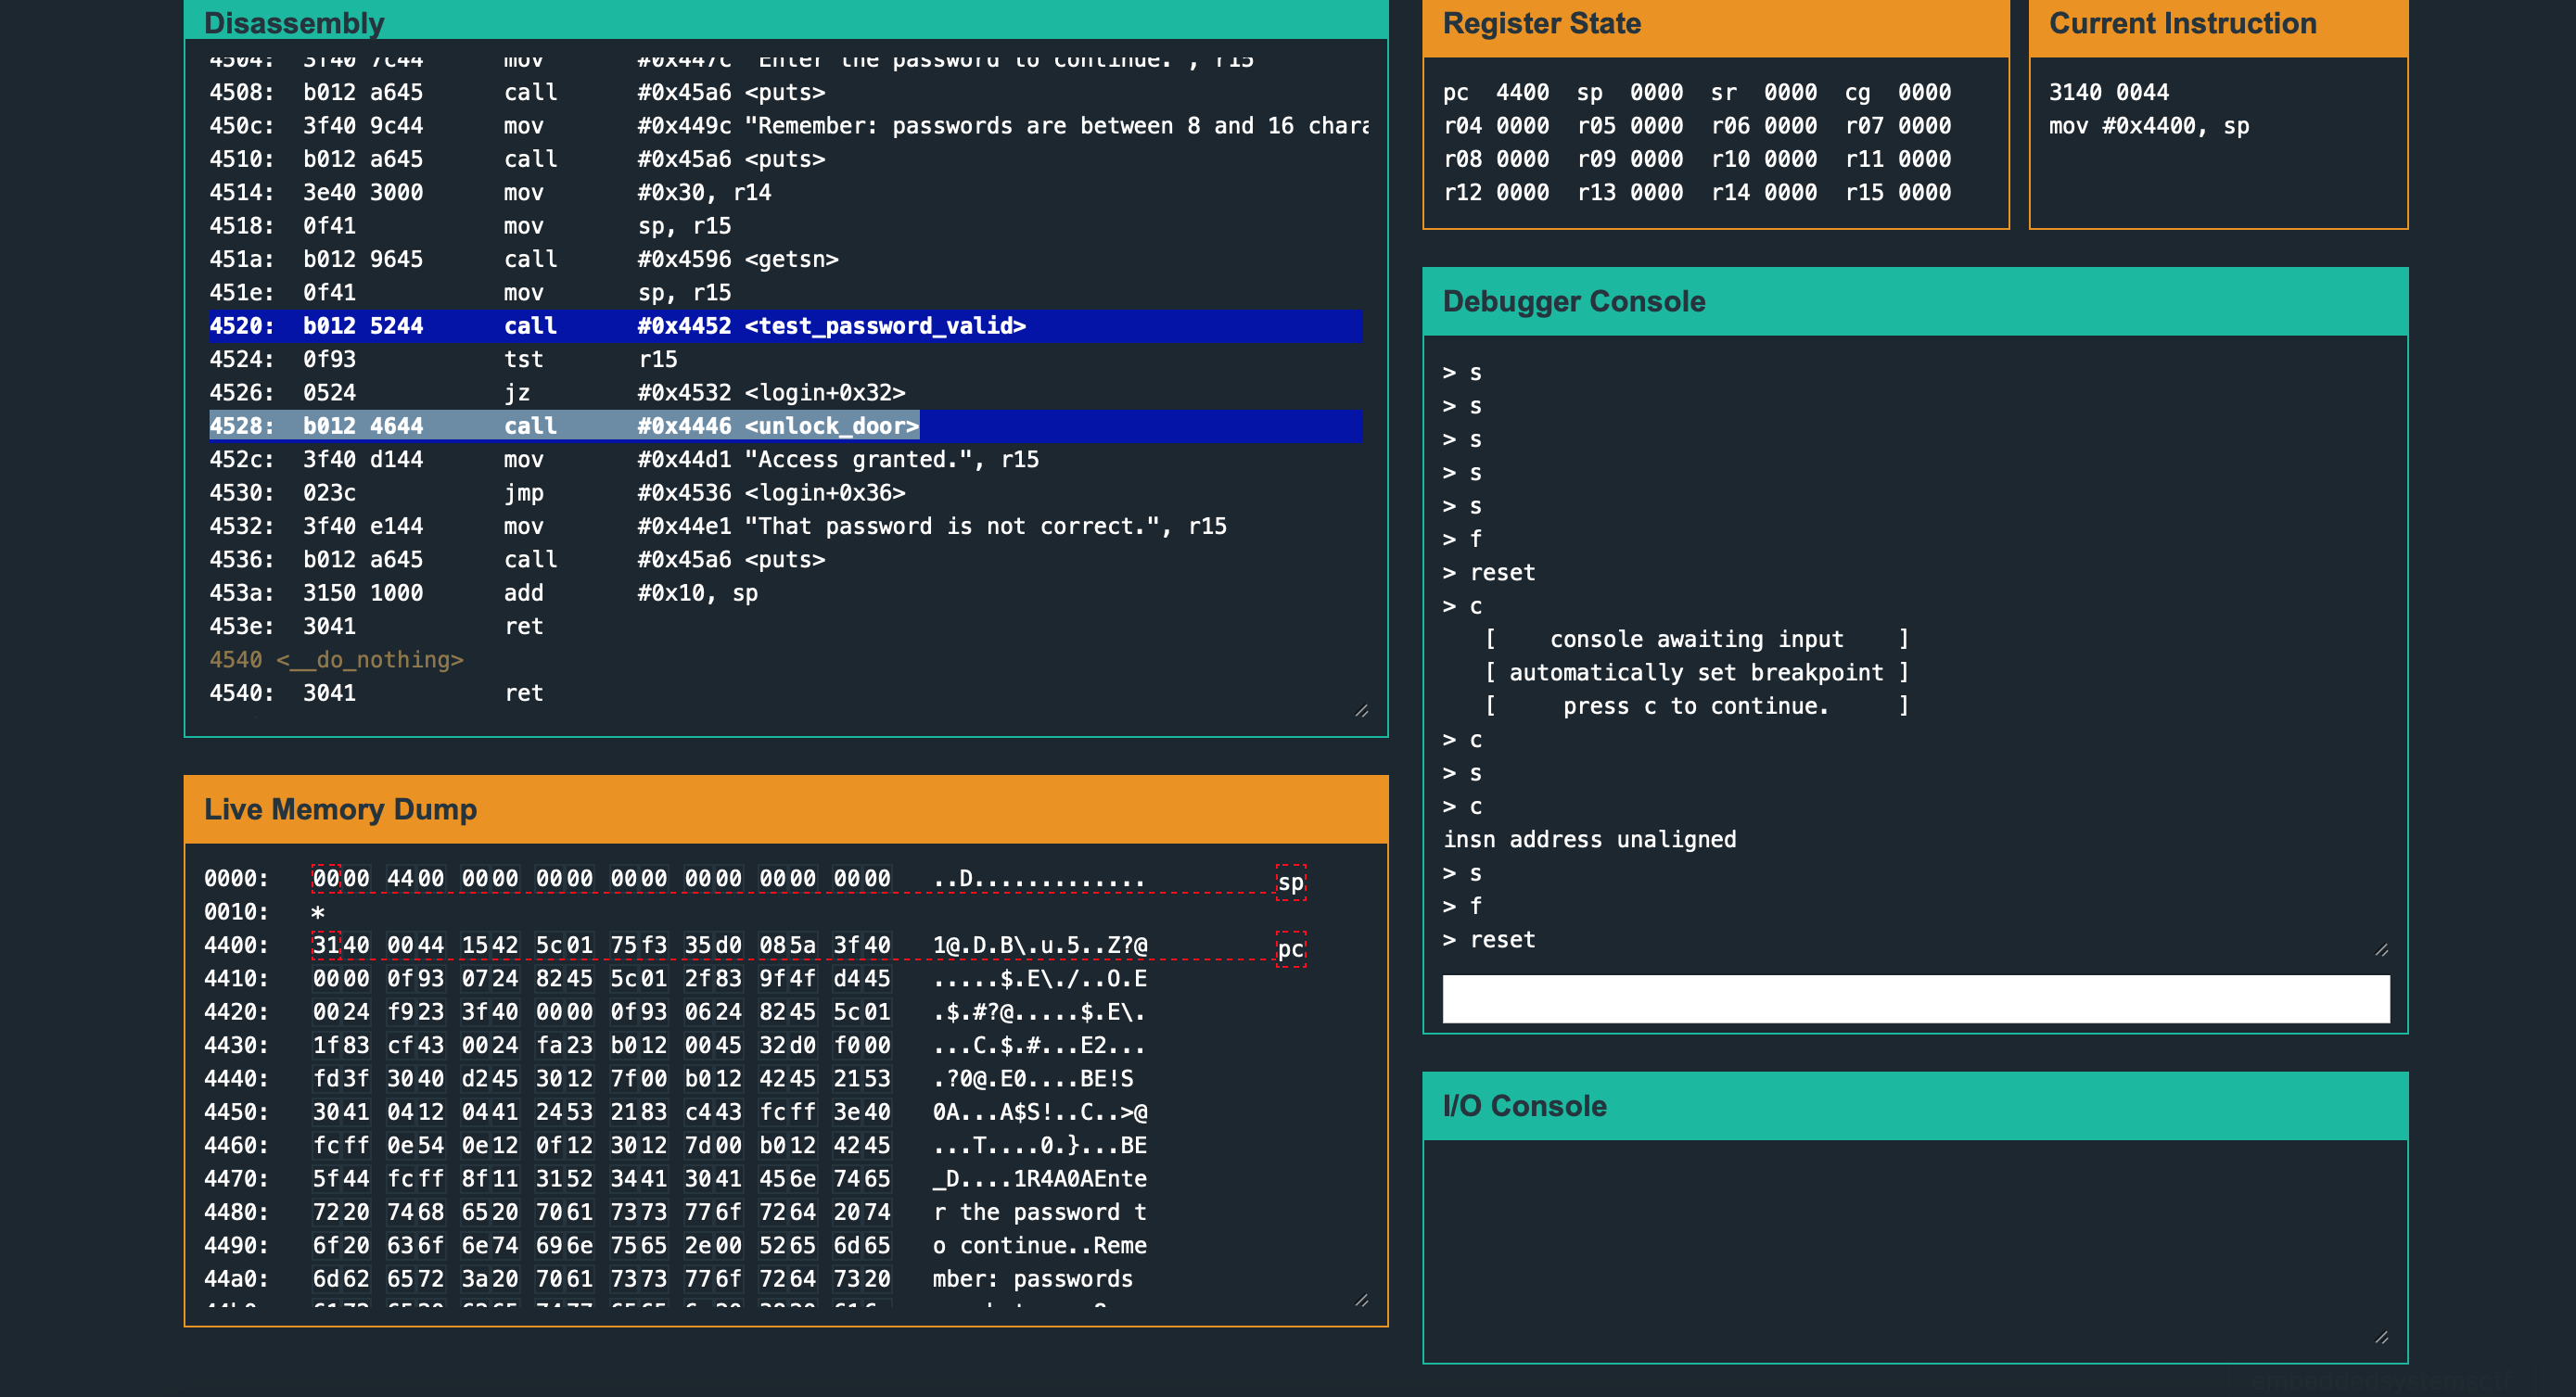 Disassembly
4504: 3f40 7c44 mov #0x447c "Enter the password to continue.", r15
4508: b012 a645 call #0x45a6 <puts>
450c: 3f40 9c44 mov #0x449c "Remember: passwords are between 8 and 16 chara
4510: b012 a645 call #0x45a6 <puts>
4514: 3e40 3000 mov #0x30, r14
4518: 0f41 mov sp, r15
451a: b012 9645 call #0x4596 <getsn>
451e: 0f41 mov sp, r15
4520: b012 5244 call #0x4452 <test_password_valid>
4524: 0f93 tst r15
4526: 0524 jz #0x4532 <login+0x32>
4528: b012 4644 call #0x4446 <unlock_door>
452c: 3f40 d144 mov #0x44d1 "Access granted.", r15
4530: 023c jmp #0x4536 <login+0x36>
4532: 3f40 e144 mov #0x44e1 "That password is not correct.", r15
4536: b012 a645 call #0x45a6 <puts>
453a: 3150 1000 add #0x10, sp
453e: 3041 ret
4540 <__do_nothing>
4540: 3041 ret
Live Memory Dump
0000: 0000 4400 0000 0000 0000 0000 0000 0000 ..D............. sp
0010: *
4400: 3140 0044 1542 5c01 75f3 35d0 085a 3f40 1@.D.B\.u.5..Z?@ pc
4410: 0000 0f93 0724 8245 5c01 2f83 9f4f d445 .....$.E\./..O.E
4420: 0024 f923 3f40 0000 0f93 0624 8245 5c01 .$.#?@.....$.E\.
4430: 1f83 cf43 0024 fa23 b012 0045 32d0 f000 ...C.$.#...E2...
4440: fd3f 3040 d245 3012 7f00 b012 4245 2153 .?0@.E0....BE!S
4450: 3041 0412 0441 2453 2183 c443 fcff 3e40 0A...A$S!..C..>@
4460: fcff 0e54 0e12 0f12 3012 7d00 b012 4245 ...T....0.}...BE
4470: 5f44 fcff 8f11 3152 3441 3041 456e 7465 _D....1R4A0AEnte
4480: 7220 7468 6520 7061 7373 776f 7264 2074 r the password t
4490: 6f20 636f 6e74 696e 7565 2e00 5265 6d65 o continue..Reme
44a0: 6d62 6572 3a20 7061 7373 776f 7264 7320 mber: passwords
Register State
pc 4400 sp 0000 sr 0000 cg 0000
r04 0000 r05 0000 r06 0000 r07 0000
r08 0000 r09 0000 r10 0000 r11 0000
r12 0000 r13 0000 r14 0000 r15 0000
Current Instruction
3140 0044
mov #0x4400, sp
Debugger Console
> s
> s
> s
> s
> s
> f
> reset
> c
[ console awaiting input ]
[ automatically set breakpoint ]
[ press c to continue. ]
> c
> s
> c
insn address unaligned
> s
> f
> reset
I/O Console